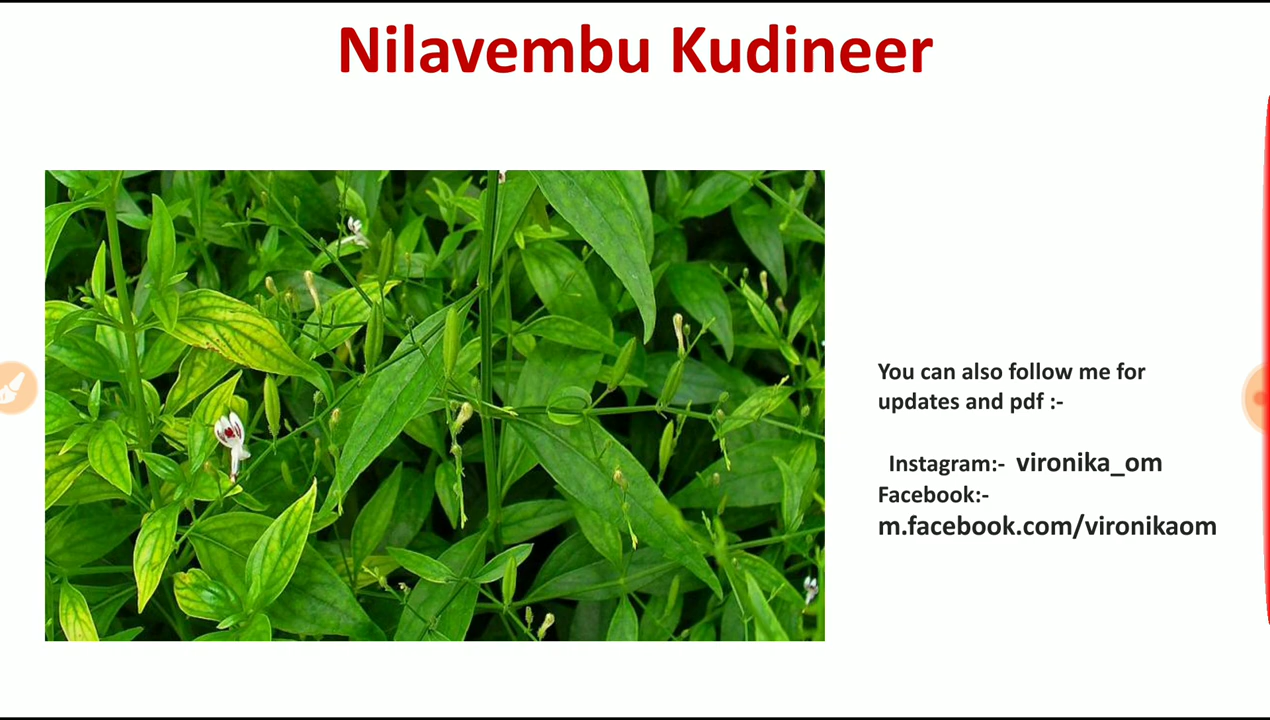 Nilavembu Kudineer
You can also follow me for
updates and pdf :-
Instagram:- vironika_om
Facebook:-
m.facebook.com/vironikaom